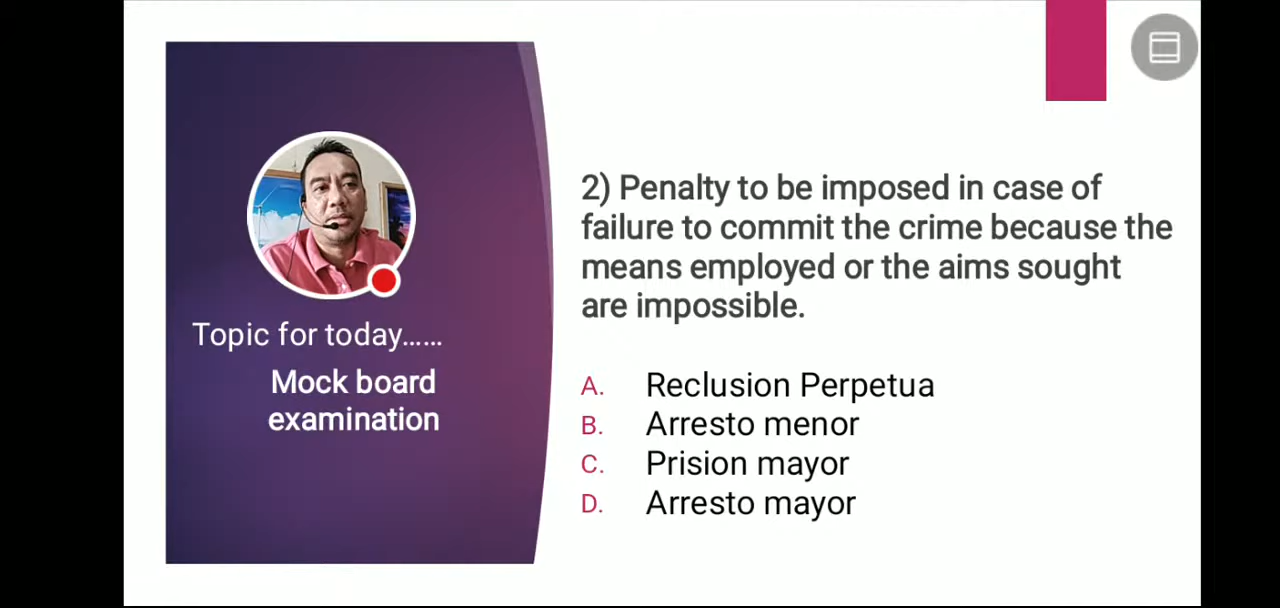 Topic for today......
Mock board
examination
2) Penalty to be imposed in case of
failure to commit the crime because the
means employed or the aims sought
are impossible.
A. Reclusion Perpetua
B. Arresto menor
C. Prision mayor
D. Arresto mayor